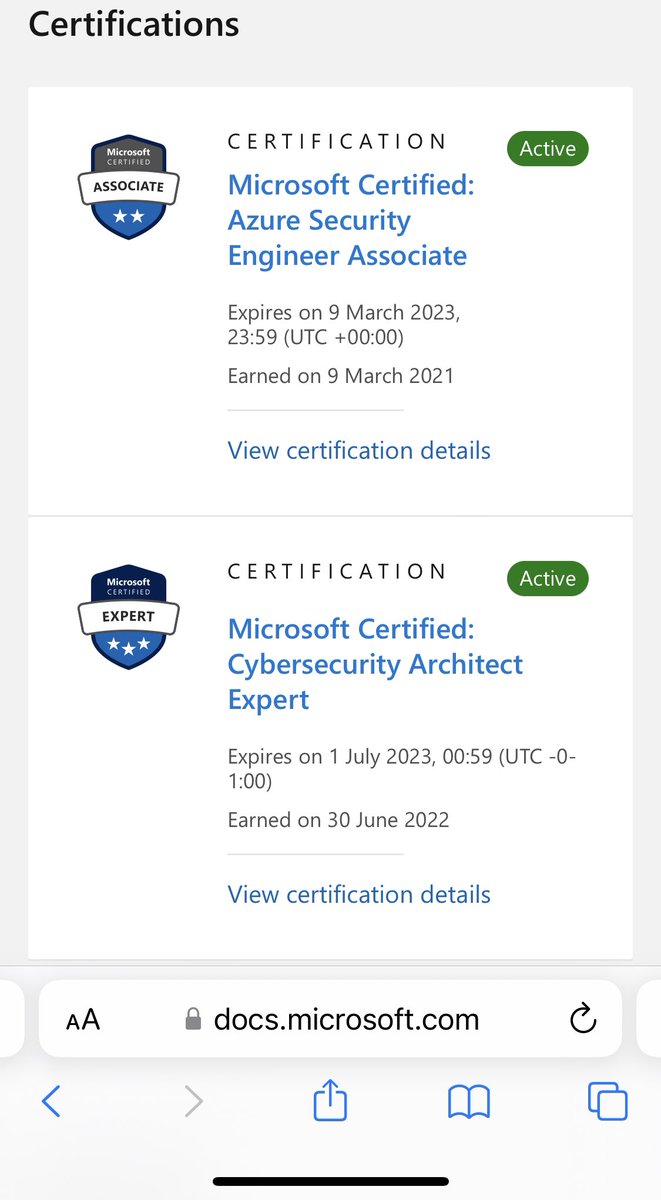 Certifications
Microsoft
CERTIFIED
ASSOCIATE
CERTIFICATION
Active
Microsoft Certified:
Azure Security
Engineer Associate
Expires on 9 March 2023,
23:59 (UTC +00:00)
Earned on 9 March 2021
View certification details
Microsoft
CERTIFIED
EXPERT
CERTIFICATION
Active
Microsoft Certified:
Cybersecurity Architect
Expert
Expires on 1 July 2023, 00:59 (UTC -0-
1:00)
Earned on 30 June 2022
View certification details
AA
docs.microsoft.com